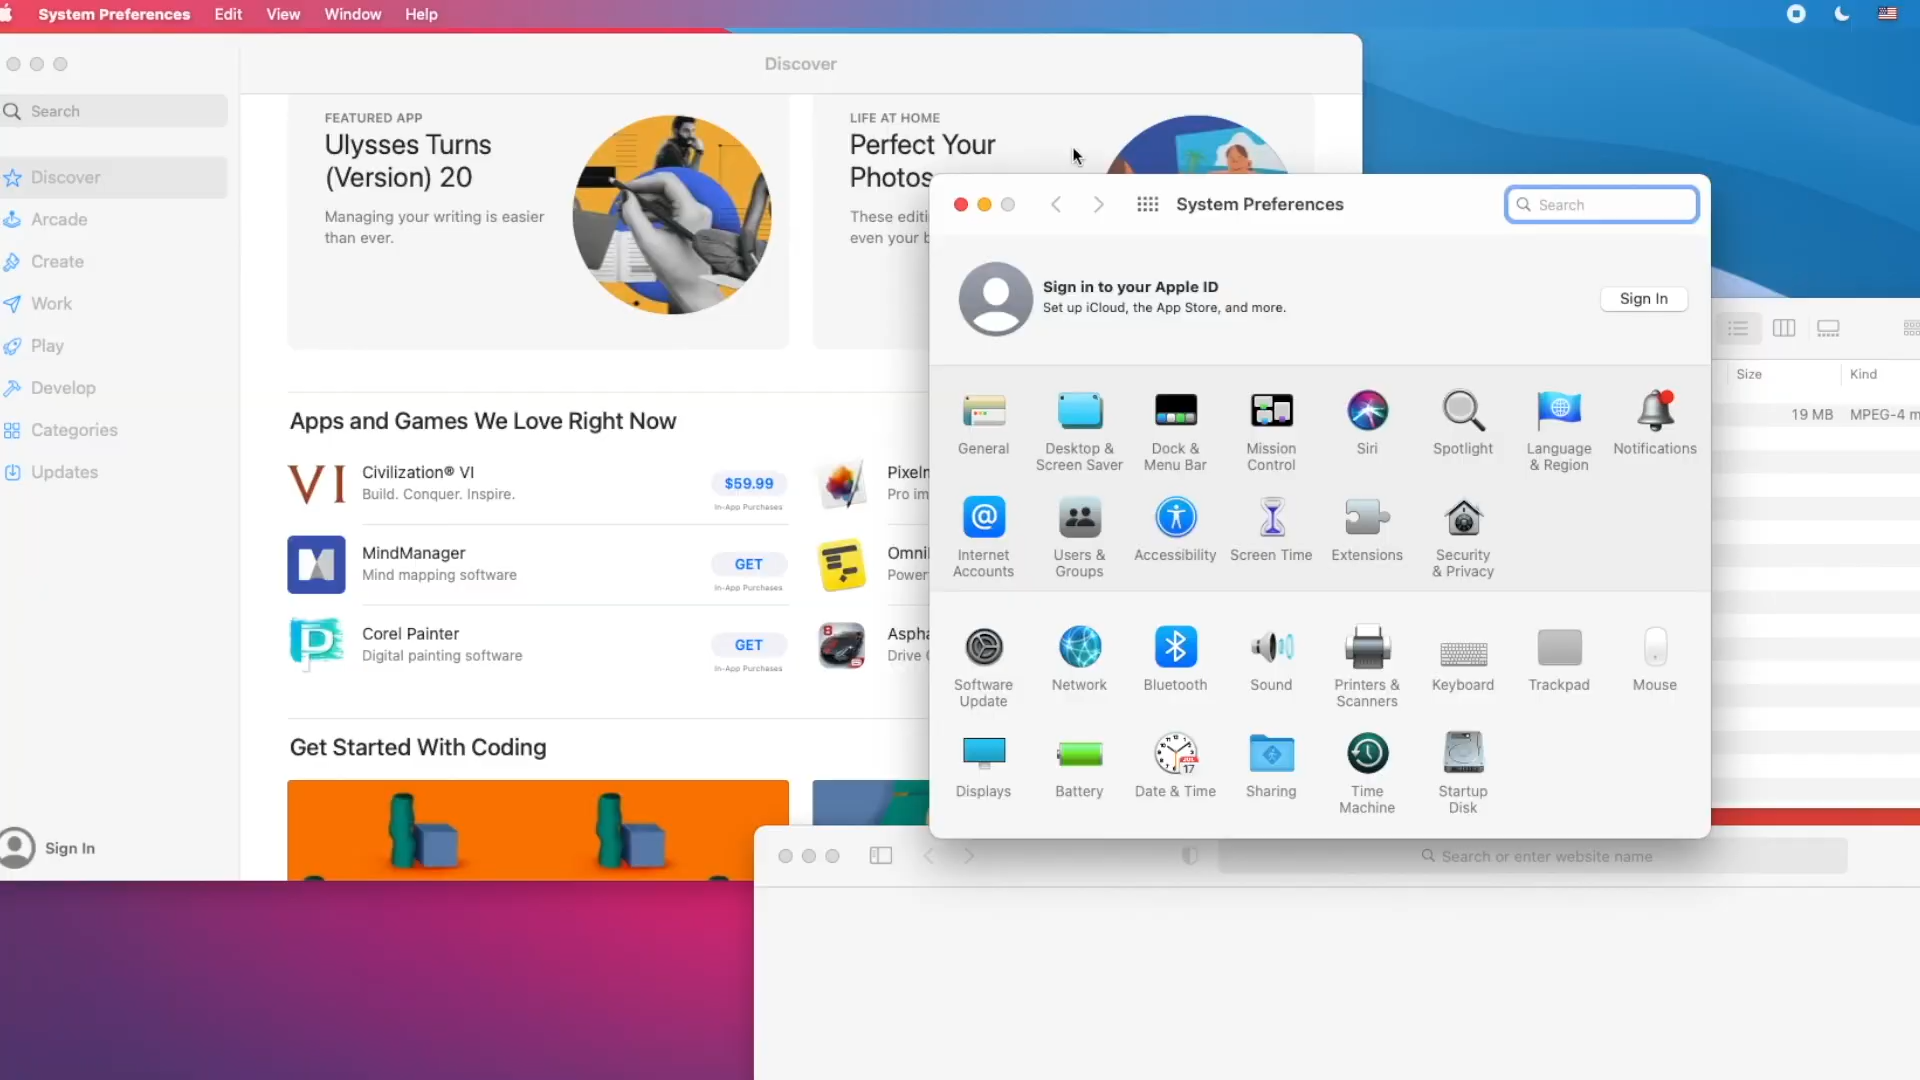 System Preferences Edit View Window Help
Discover
Search
Discover
Arcade
Create
Work
Play
Develop
Categories
Updates
Sign In
FEATURED APP
Ulysses Turns
(Version) 20
Managing your writing is easier
than ever.
LIFE AT HOME
Perfect Your
Photos
These editi
even your b
Apps and Games We Love Right Now
VI
Civilization® VI
Build. Conquer. Inspire.
$59.99
In-App Purchases
MindManager
Mind mapping software
GET
In-App Purchases
Corel Painter
Digital painting software
GET
In-App Purchases
Pixeln
Pro im
Omni
Power
8
Aspha
Drive
Get Started With Coding
System Preferences
Search
Sign in to your Apple ID
Set up iCloud, the App Store, and more.
Sign In
General
Desktop &
Screen Saver
Dock &
Menu Bar
Mission
Control
Siri
Spotlight
Language
& Region
Notifications
Internet
Accounts
Users &
Groups
Accessibility
Screen Time
Extensions
Security
& Privacy
Software
Update
Network
Bluetooth
Sound
Printers &
Scanners
Keyboard
Trackpad
Mouse
Displays
Battery
JUL
17
Date & Time
Sharing
Time
Machine
Startup
Disk
Size Kind
19 MB MPEG-4 m
Search or enter website name